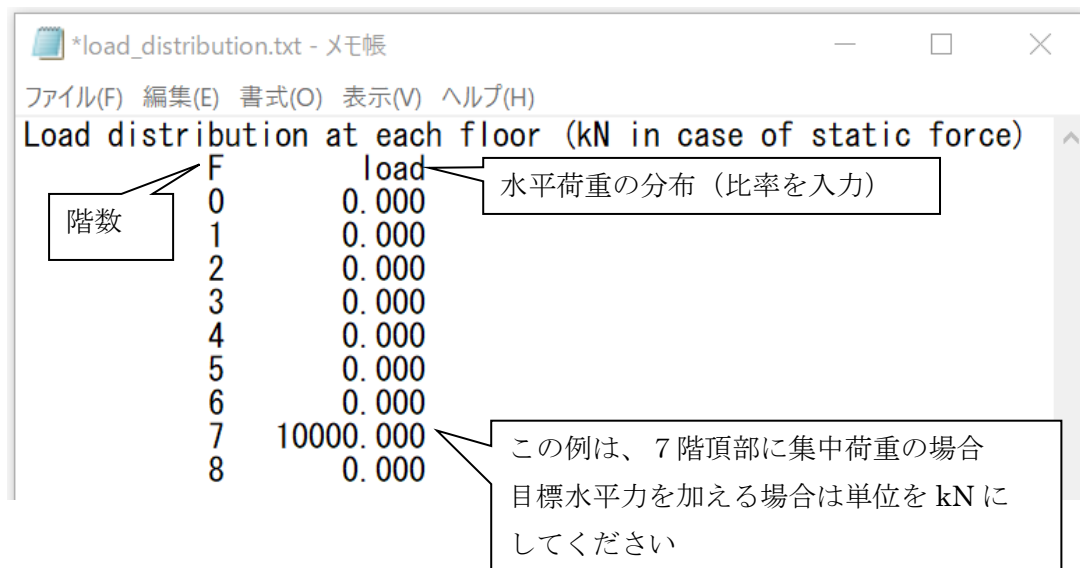 *load_distribution.txt - メモ帳
ファイル(F) 編集(E) 書式(O) 表示(V) ヘルプ(H)
Load distribution at each floor (kN in case of static force)
F load
水平荷重の分布（比率を入力）
階数
0 0.000
1 0.000
2 0.000
3 0.000
4 0.000
5 0.000
6 0.000
7 10000.000
8 0.000
この例は、７階頂部に集中荷重の場合
目標水平力を加える場合は単位を kN に
してください